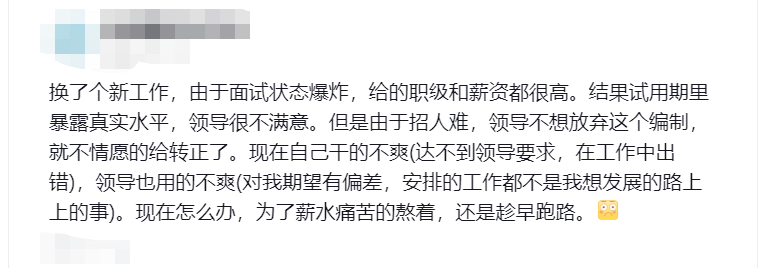 换了个新工作，由于面试状态爆炸，给的职级和薪资都很高。结果试用期里
暴露真实水平，领导很不满意。但是由于招人难，领导不想放弃这个编制，
就不情愿的给转正了。现在自己干的不爽(达不到领导要求，在工作中出
错)，领导也用的不爽(对我期望有偏差，安排的工作都不是我想发展的路上
上的事)。现在怎么办，为了薪水痛苦的熬着，还是趁早跑路。😳